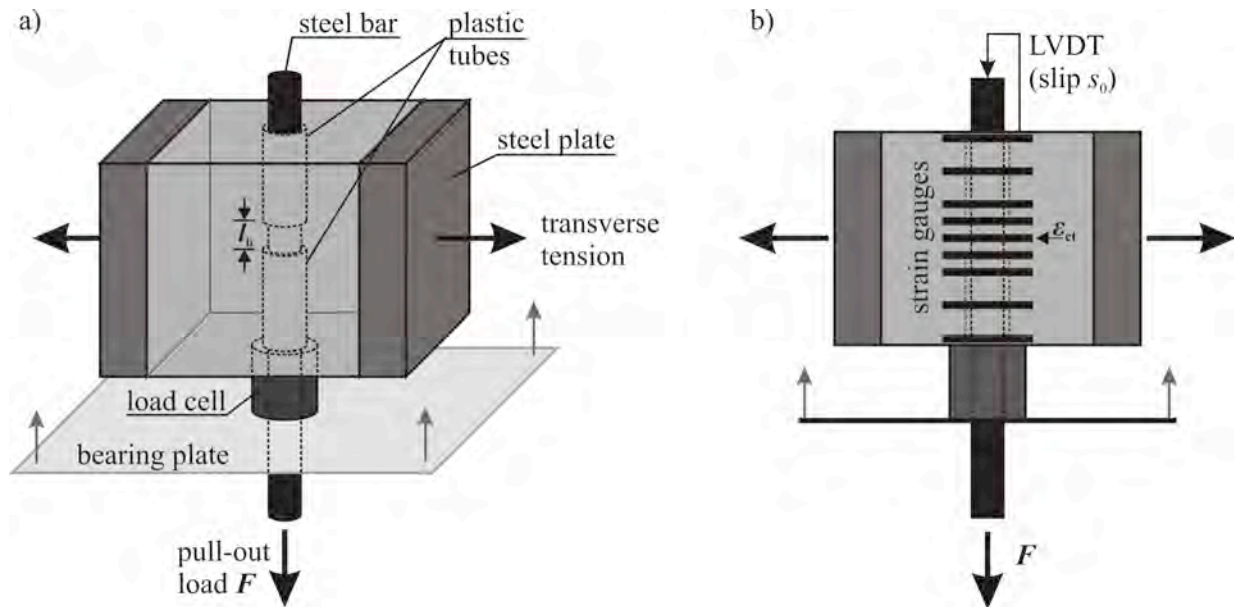 a)
steel bar
plastic
tubes
steel plate
l_b
transverse
tension
load cell
bearing plate
pull-out
load F
b)
LVDT
(slip s₀)
strain gauges
ε_ct
F